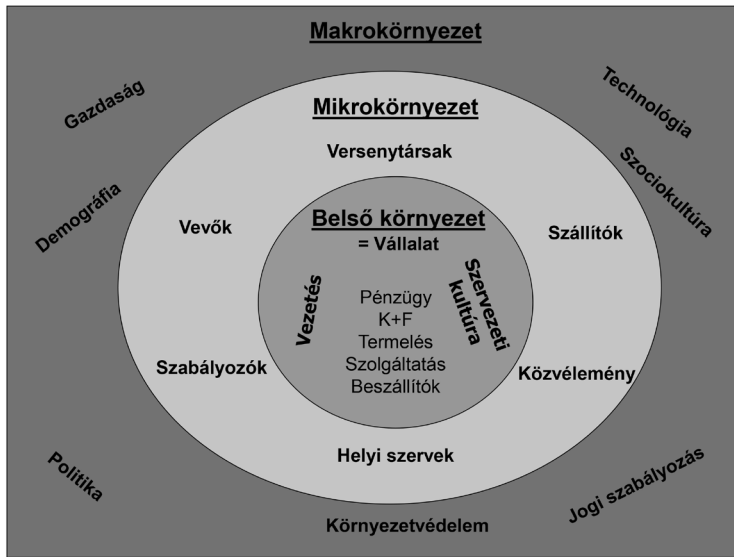 Makrokörnyezet
Gazdaság
Technológia
Mikrokörnyezet
Versenytársak
Szociokultúra
Demográfia
Vevők
Belső környezet
= Vállalat
Szállítók
Vezetés
Szervezeti
kultúra
Pénzügy
K+F
Termelés
Szolgáltatás
Beszállítók
Szabályozók
Közvélemény
Helyi szervek
Politika
Jogi szabályozás
Környezetvédelem